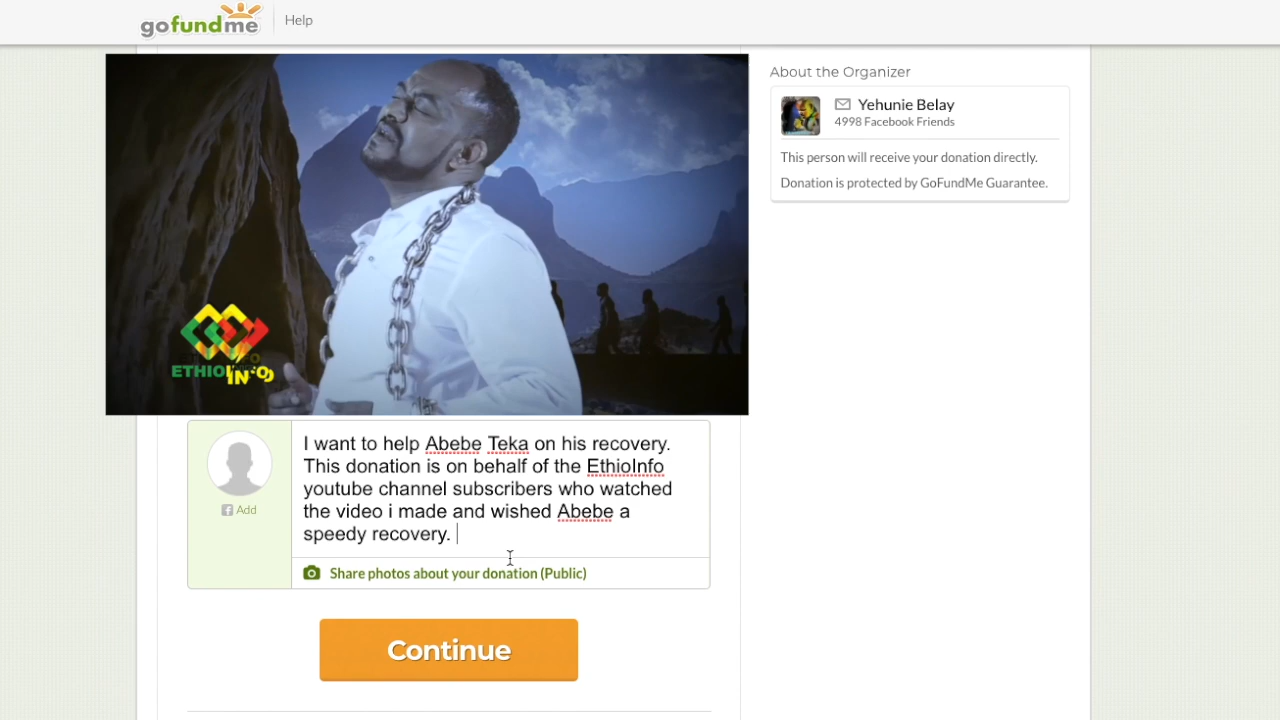 gofundme
Help
About the Organizer
Yehunie Belay
4998 Facebook Friends
This person will receive your donation directly.
Donation is protected by GoFundMe Guarantee.
ETHIOINFO
I want to help Abebe Teka on his recovery.
This donation is on behalf of the EthioInfo
youtube channel subscribers who watched
the video i made and wished Abebe a
speedy recovery.
Add
Share photos about your donation (Public)
Continue